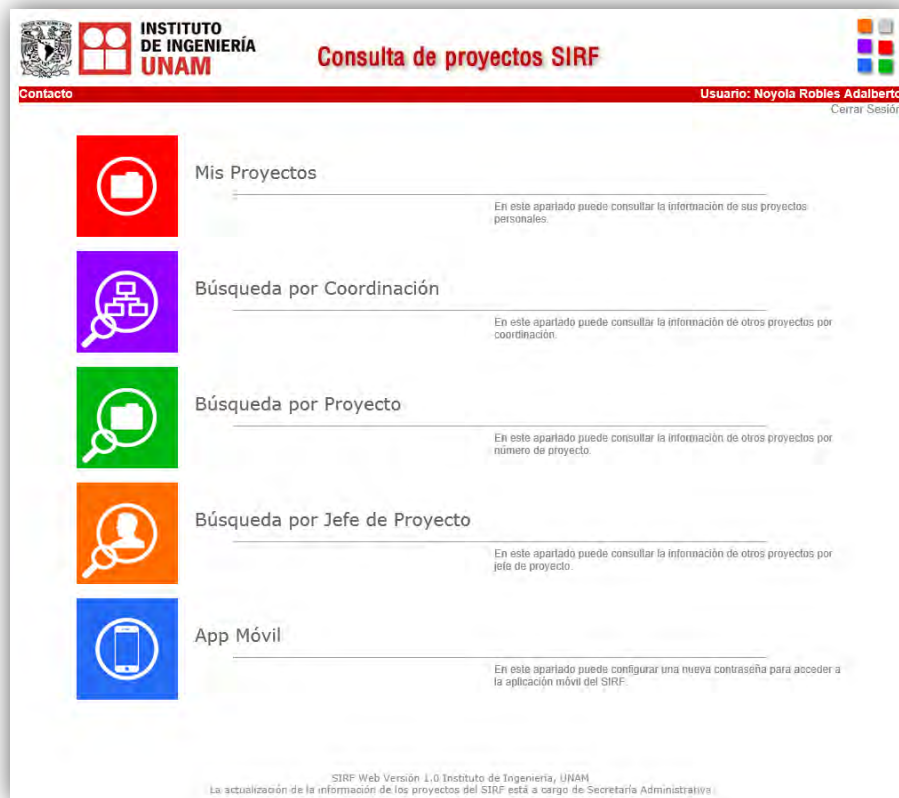 INSTITUTO
DE INGENIERÍA
UNAM
Consulta de proyectos SIRF
Contacto
Usuario: Noyola Robles Adalberto
Cerrar Sesión
Mis Proyectos
En este apartado puede consultar la información de sus proyectos
personales.
Búsqueda por Coordinación
En este apartado puede consultar la información de otros proyectos por
coordinación.
Búsqueda por Proyecto
En este apartado puede consultar la información de otros proyectos por
número de proyecto.
Búsqueda por Jefe de Proyecto
En este apartado puede consultar la información de otros proyectos por
jefe de proyecto.
App Móvil
En este apartado puede configurar una nueva contraseña para acceder a
la aplicación móvil del SIRF.
SIRF Web Versión 1.0 Instituto de Ingeniería, UNAM
La actualización de la información de los proyectos del SIRF está a cargo de Secretaría Administrativa